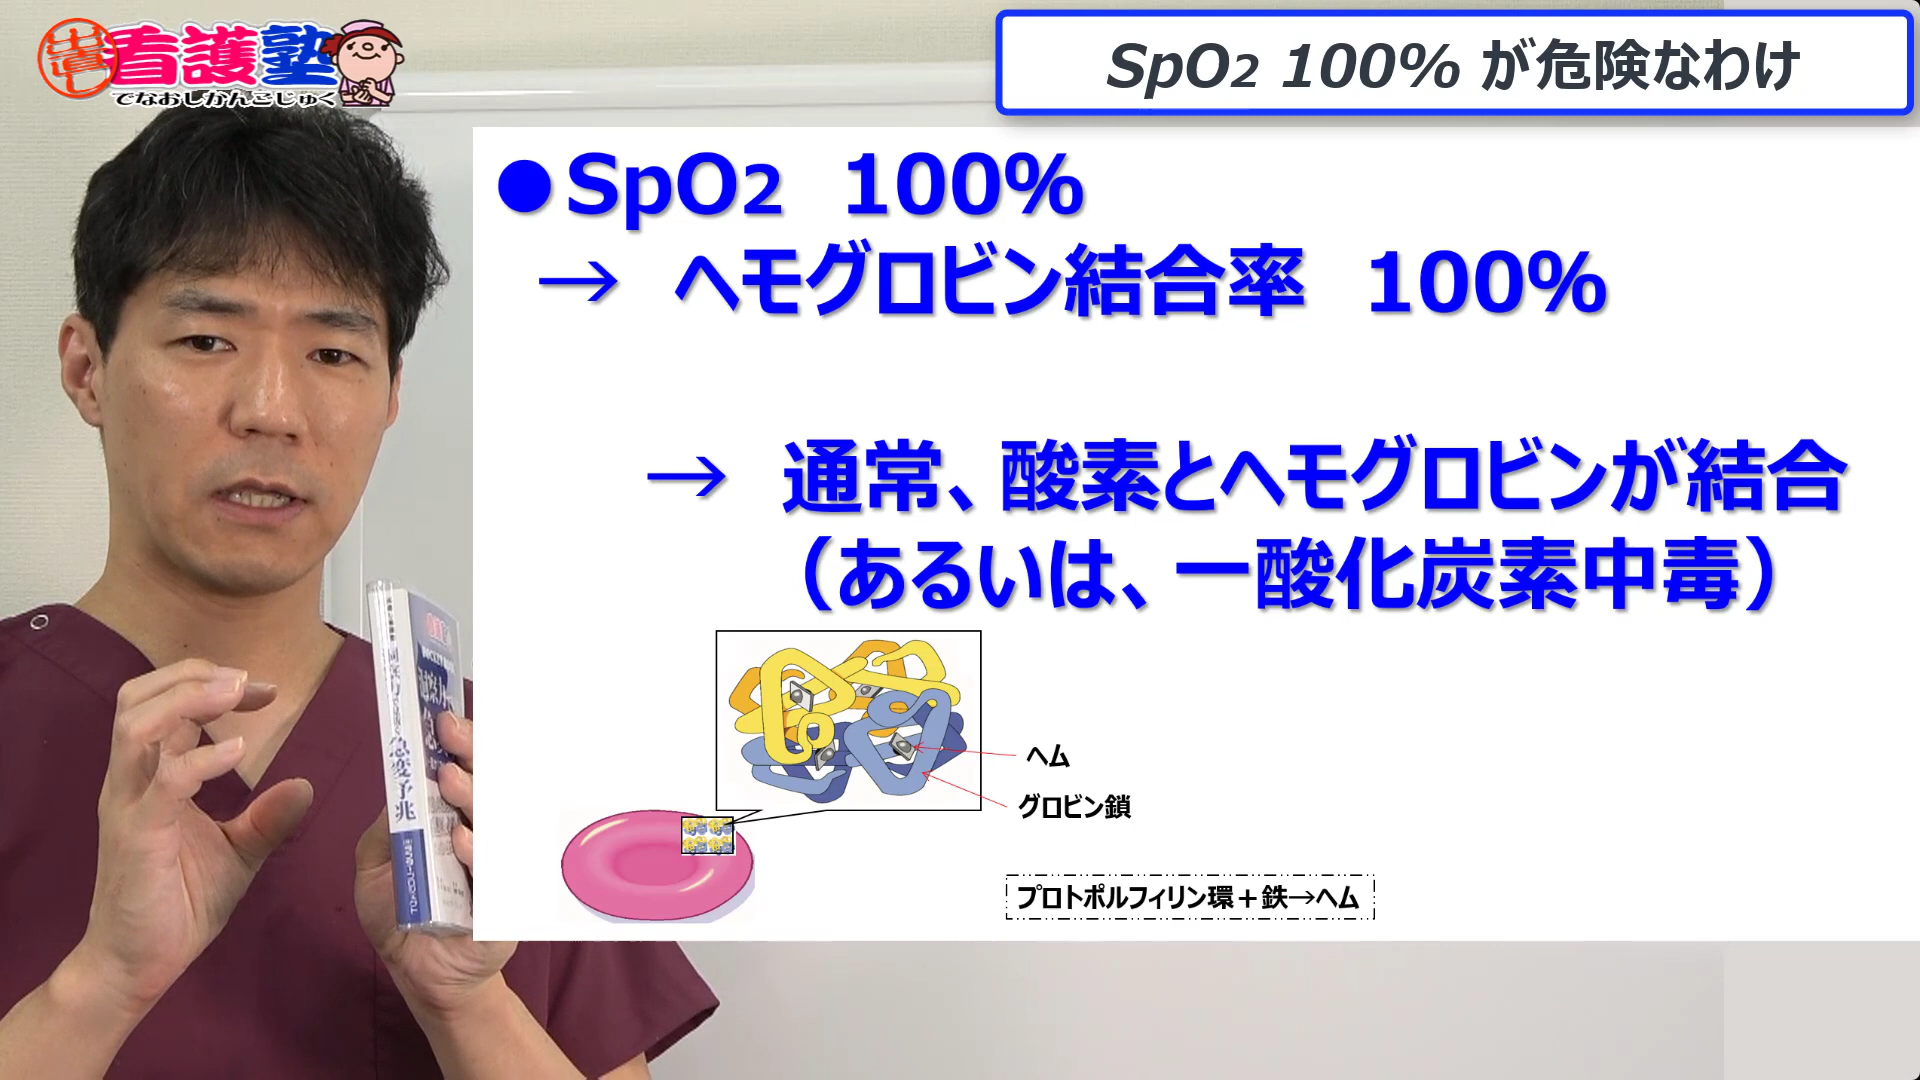 出直し看護塾
でなおしかんごじゅく
SpO2 100% が危険なわけ
●SpO2 100%
→ ヘモグロビン結合率 100%
→ 通常、酸素とヘモグロビンが結合
（あるいは、一酸化炭素中毒）
ヘム
グロビン鎖
プロトポルフィリン環＋鉄→ヘム
急変予兆